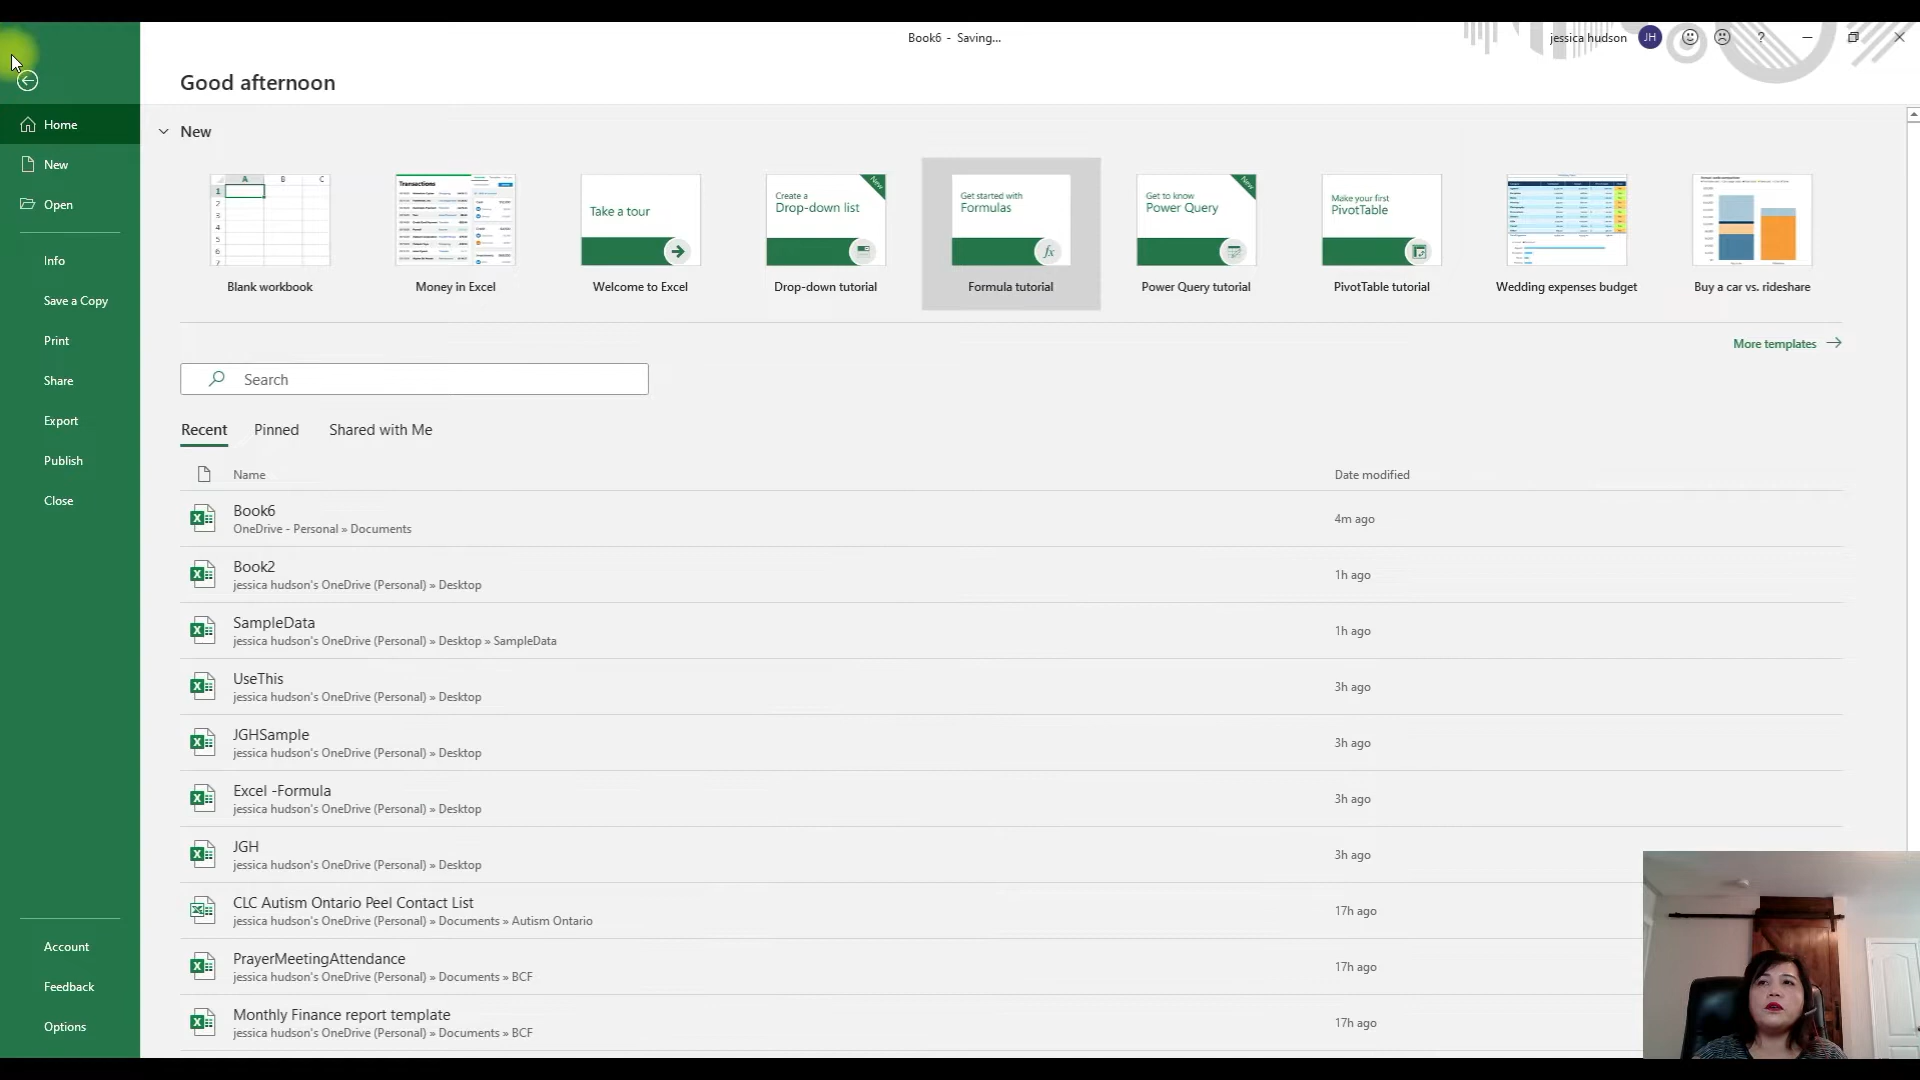 Book6 - Saving...
jessica hudson
JH
?
Good afternoon
Home
New
Open
Info
Save a Copy
Print
Share
Export
Publish
Close
Account
Feedback
Options
New
A B C
1
2
3
4
5
6
7
Blank workbook
Transactions
Money in Excel
Take a tour
Welcome to Excel
Create a
Drop-down list
New
Drop-down tutorial
Get started with
Formulas
fx
Formula tutorial
Get to know
Power Query
New
Power Query tutorial
Make your first
PivotTable
PivotTable tutorial
Wedding expenses budget
Buy a car vs. rideshare
More templates
Search
Recent Pinned Shared with Me
Name Date modified
Book6
OneDrive - Personal » Documents
4m ago
Book2
jessica hudson's OneDrive (Personal) » Desktop
1h ago
SampleData
jessica hudson's OneDrive (Personal) » Desktop » SampleData
1h ago
UseThis
jessica hudson's OneDrive (Personal) » Desktop
3h ago
JGHSample
jessica hudson's OneDrive (Personal) » Desktop
3h ago
Excel -Formula
jessica hudson's OneDrive (Personal) » Desktop
3h ago
JGH
jessica hudson's OneDrive (Personal) » Desktop
3h ago
CLC Autism Ontario Peel Contact List
jessica hudson's OneDrive (Personal) » Documents » Autism Ontario
17h ago
PrayerMeetingAttendance
jessica hudson's OneDrive (Personal) » Documents » BCF
17h ago
Monthly Finance report template
jessica hudson's OneDrive (Personal) » Documents » BCF
17h ago